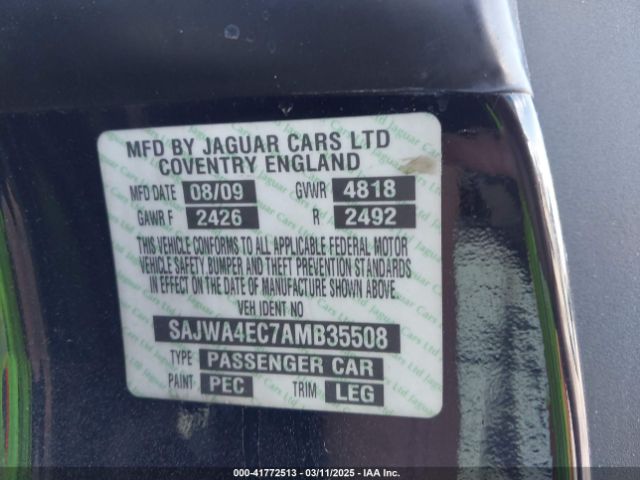 MFD BY JAGUAR CARS LTD
COVENTRY ENGLAND
MFD DATE 08/09 GVWR 4818
GAWR F 2426 R 2492
THIS VEHICLE CONFORMS TO ALL APPLICABLE FEDERAL MOTOR
VEHICLE SAFETY, BUMPER AND THEFT PREVENTION STANDARDS
IN EFFECT ON THE DATE OF MANUFACTURE SHOWN ABOVE.
VEH IDENT NO
SAJWA4EC7AMB35508
TYPE PASSENGER CAR
PAINT PEC TRIM LEG
000-41772513 - 03/11/2025 - IAA Inc.